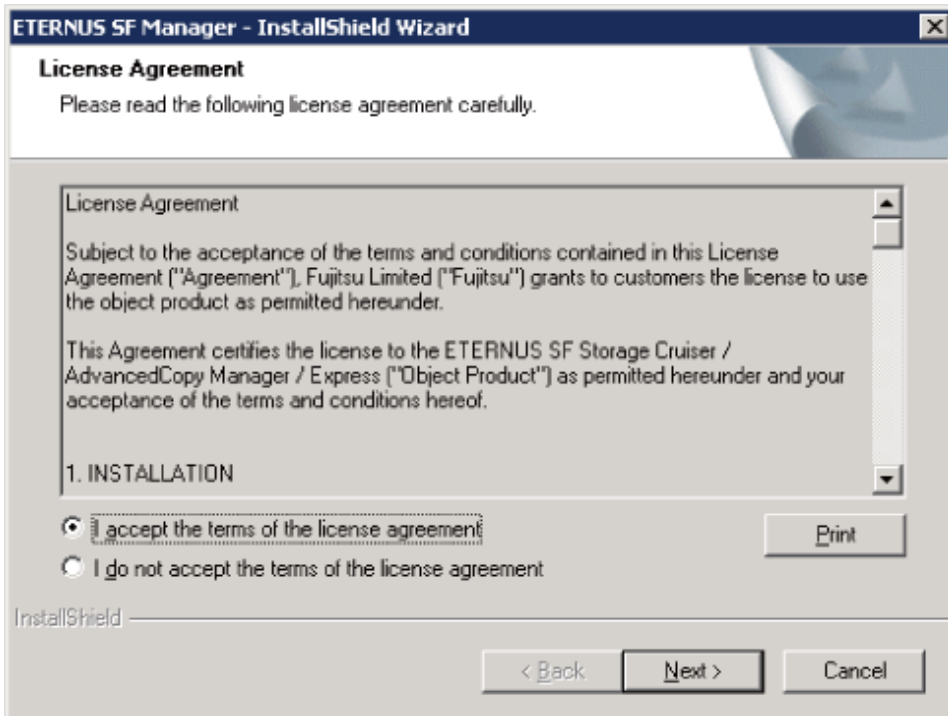 ETERNUS SF Manager - InstallShield Wizard
License Agreement
Please read the following license agreement carefully.
License Agreement
Subject to the acceptance of the terms and conditions contained in this License
Agreement (''Agreement''), Fujitsu Limited (''Fujitsu'') grants to customers the license to use
the object product as permitted hereunder.
This Agreement certifies the license to the ETERNUS SF Storage Cruiser /
AdvancedCopy Manager / Express (''Object Product'') as permitted hereunder and your
acceptance of the terms and conditions hereof.
1. INSTALLATION
I accept the terms of the license agreement
Print
I do not accept the terms of the license agreement
InstallShield
< Back
Next >
Cancel